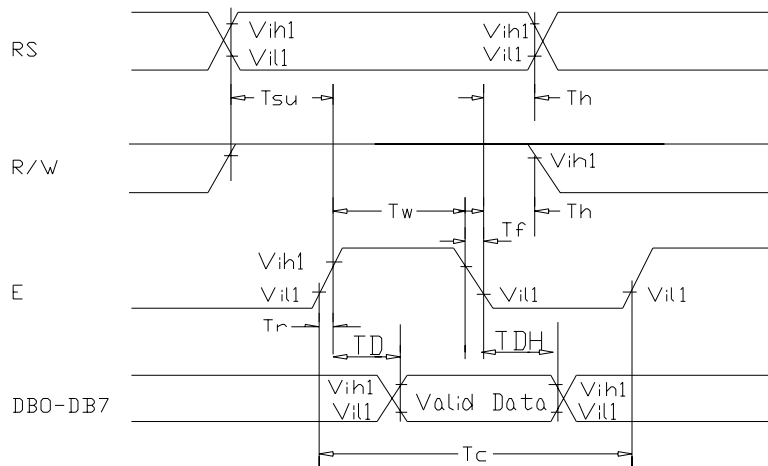 RS
Vih1
Vil1
Vih1
Vil1
Tsu
Th
R/W
Vih1
Tw
Th
Tf
E
Vih1
Vil1
Vil1
Vil1
Tr
TD
TDH
DB0-DB7
Vih1
Vil1
Valid Data
Vih1
Vil1
Tc